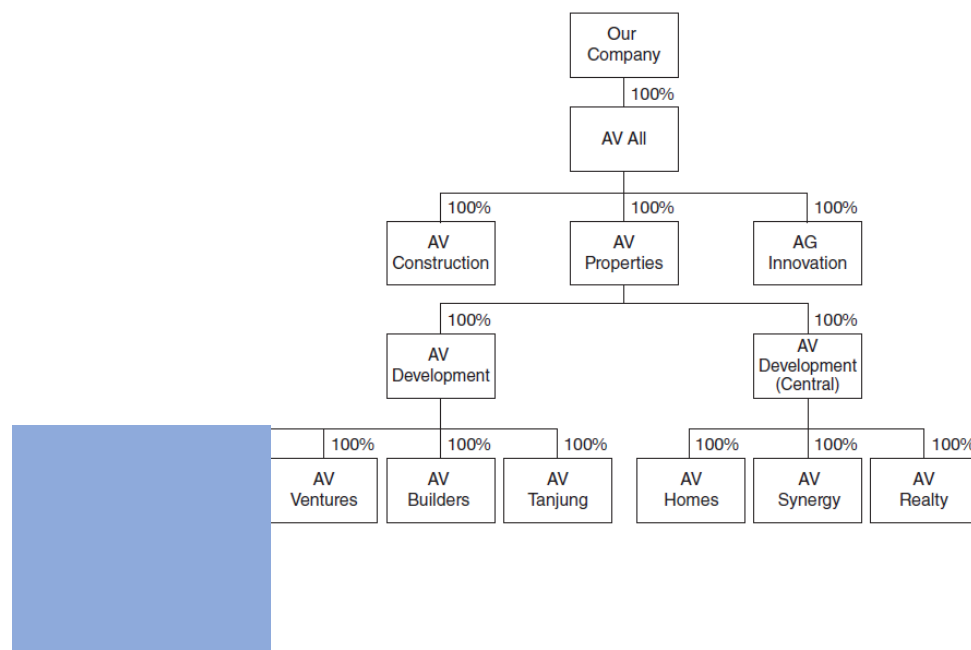 Our
Company
100%
AV All
100%
100%
100%
AV
Construction
AV
Properties
AG
Innovation
100%
100%
AV
Development
AV
Development
(Central)
100%
100%
100%
100%
100%
100%
AV
Ventures
AV
Builders
AV
Tanjung
AV
Homes
AV
Synergy
AV
Realty